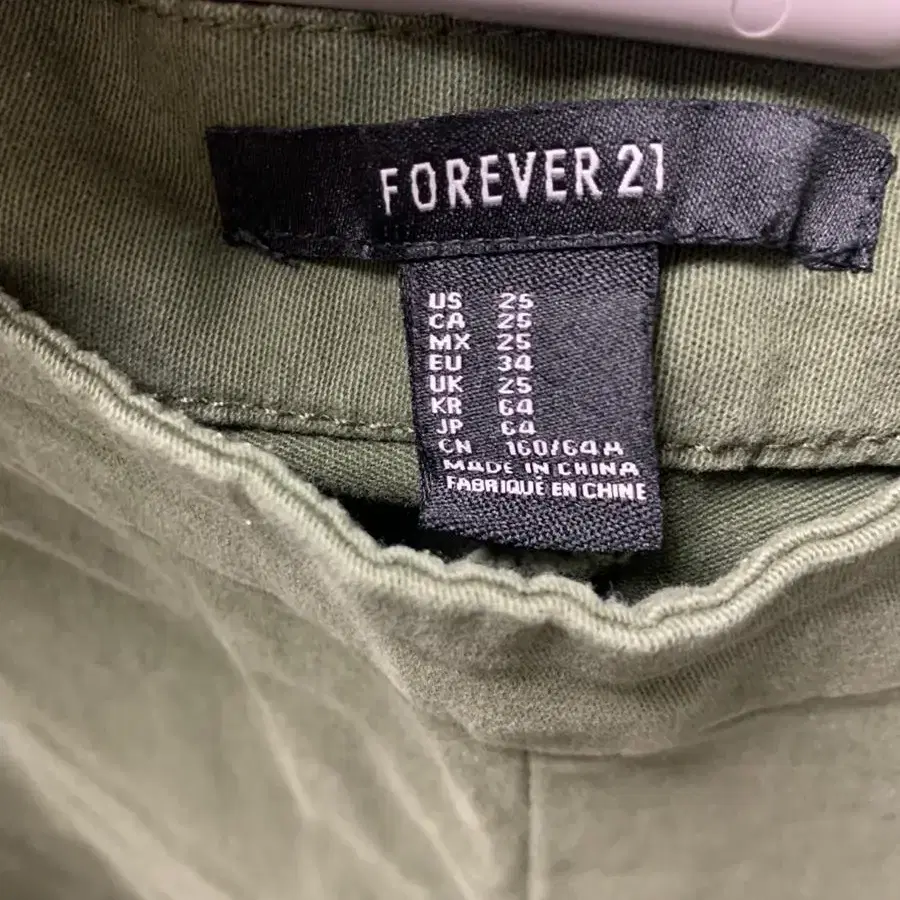 FOREVER 21
US 25
CA 25
MX 25
EU 34
UK 25
KR 64
JP 64
CN 160/64A
MADE IN CHINA
FABRIQUE EN CHINE